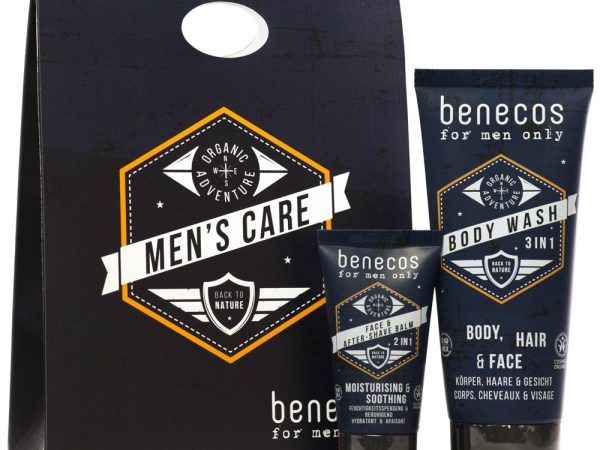 ORGANIC
ADVENTURE
N
W E
S
MEN'S CARE
BACK TO
NATURE
benecos
for men
benecos
for men only
ORGANIC
ADVENTURE
FACE &
AFTER-SHAVE BALM
2 IN 1
BACK TO
NATURE
MOISTURISING &
SOOTHING
FEUCHTIGKEITSSPENDEND &
BERUHIGEND
HYDRATANT & APAISANT
benecos
for men only
ORGANIC
ADVENTURE
N
W E
S
BODY WASH
3 IN 1
BACK TO
NATURE
BODY, HAIR
& FACE
KÖRPER, HAARE & GESICHT
CORPS, CHEVEUX & VISAGE